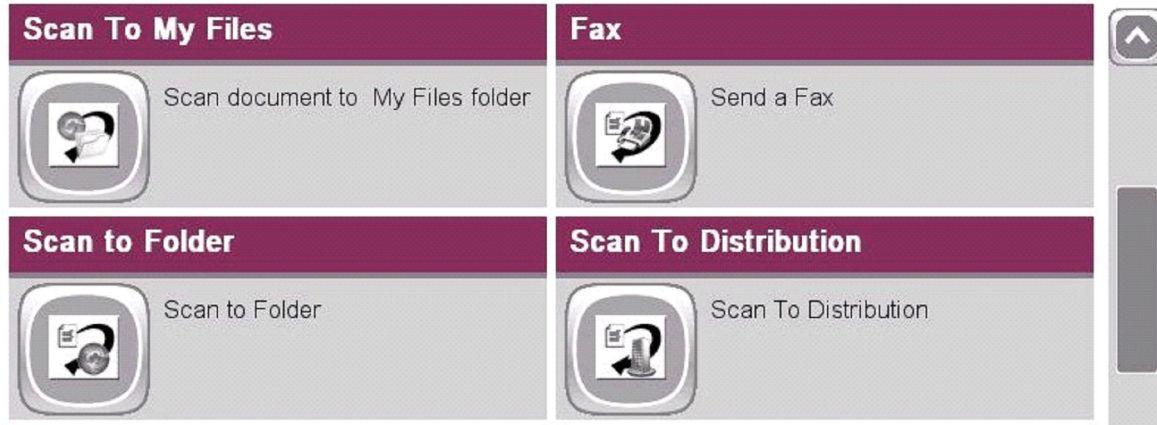 Scan To My Files
Scan document to My Files folder
Fax
Send a Fax
Scan to Folder
Scan to Folder
Scan To Distribution
Scan To Distribution